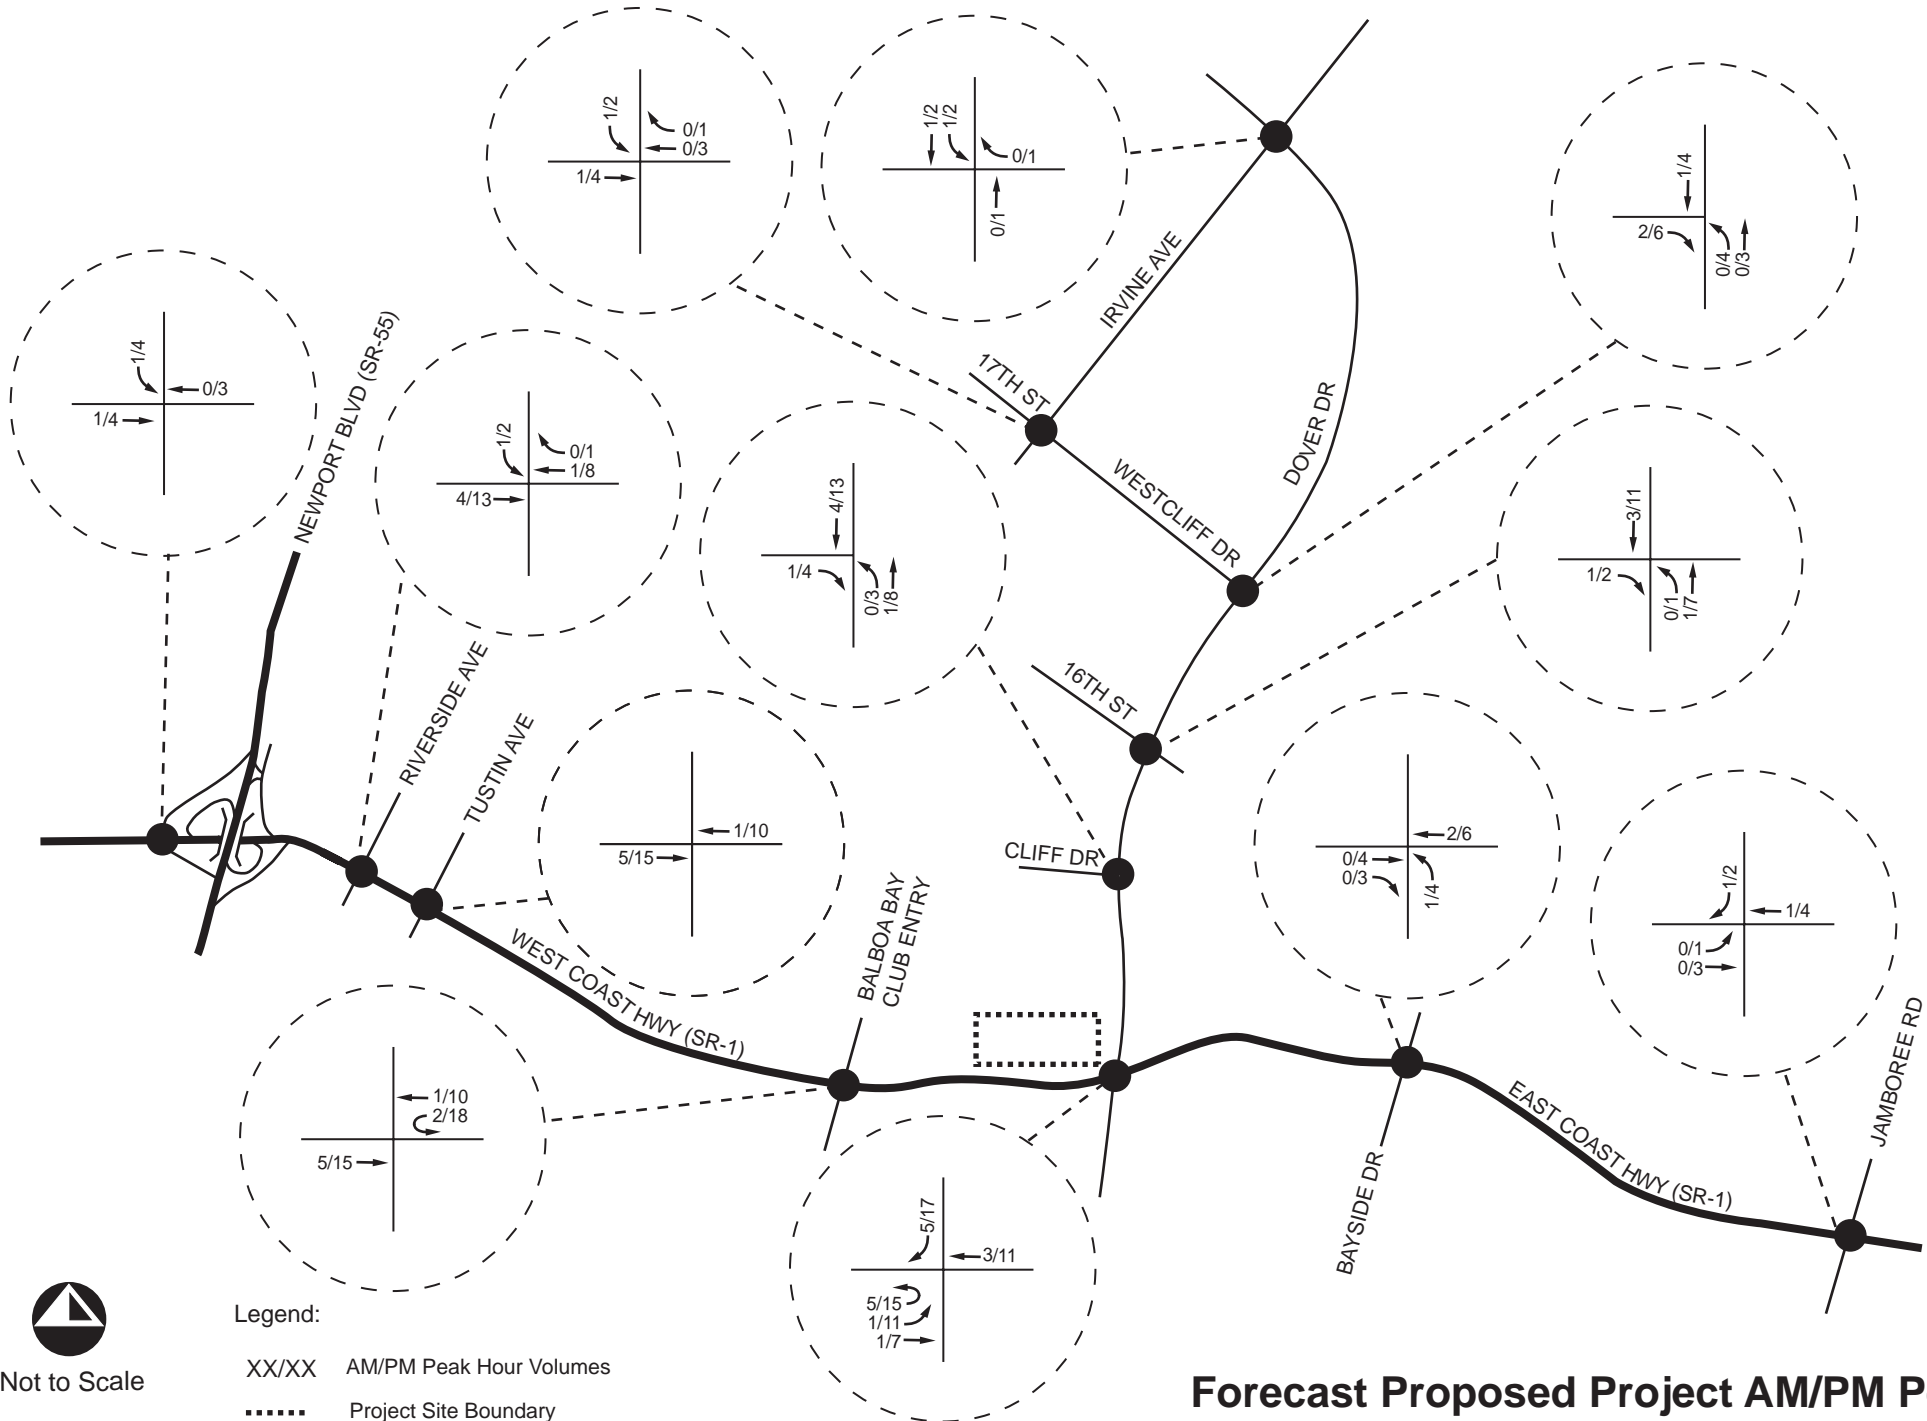 1/2
0/1
0/3
1/4
1/2
1/2
0/1
0/1
1/4
2/6
0/4
0/3
IRVINE AVE
17TH ST
WESTCLIFF DR
DOVER DR
1/4
0/3
1/4
NEWPORT BLVD (SR-55)
1/2
0/1
1/8
4/13
4/13
1/4
0/3
1/8
3/11
1/2
0/1
1/7
16TH ST
RIVERSIDE AVE
TUSTIN AVE
1/10
5/15
CLIFF DR
2/6
0/4
0/3
1/4
1/2
1/4
0/1
0/3
BALBOA BAY
CLUB ENTRY
WEST COAST HWY (SR-1)
EAST COAST HWY (SR-1)
JAMBOREE RD
BAYSIDE DR
1/10
2/18
5/15
5/17
3/11
5/15
1/11
1/7
Not to Scale
Legend:
XX/XX AM/PM Peak Hour Volumes
Project Site Boundary
Forecast Proposed Project AM/PM P